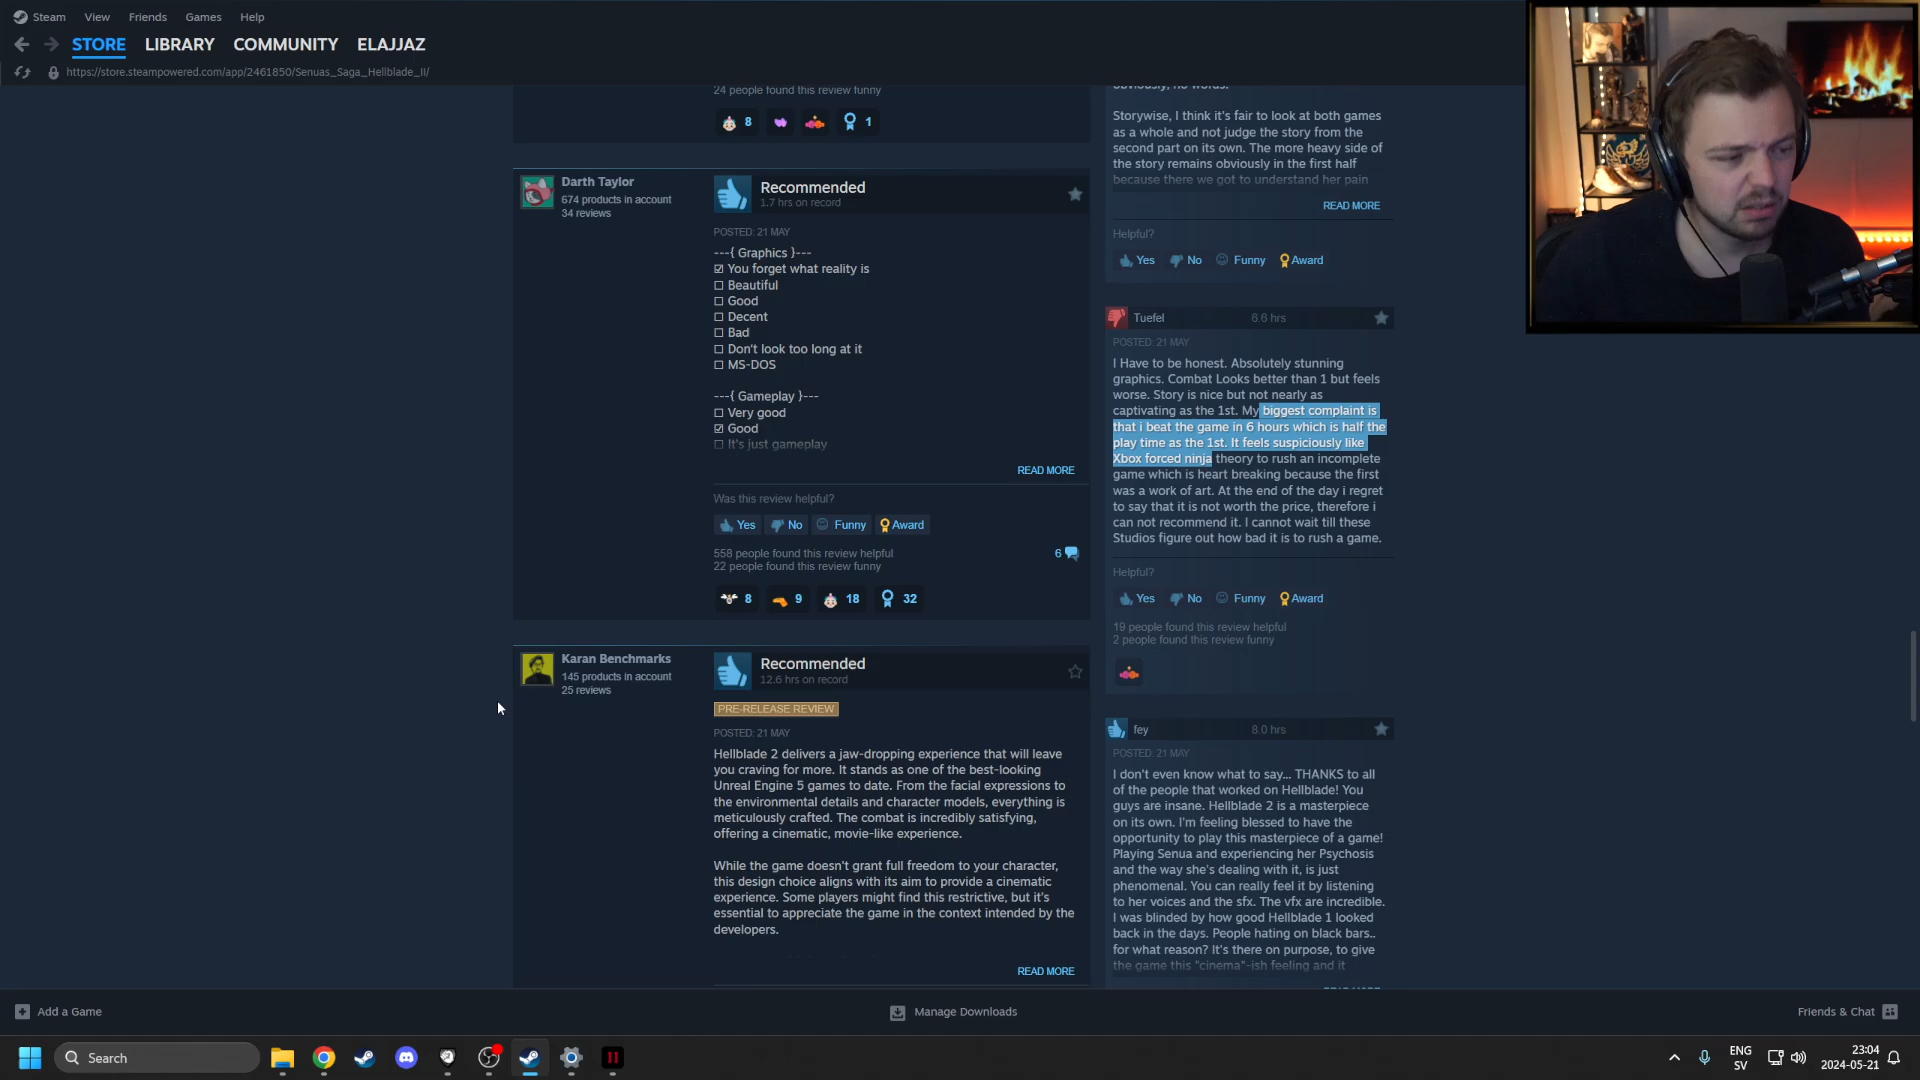 Steam View Friends Games Help
STORE LIBRARY COMMUNITY ELAJJAZ
https://store.steampowered.com/app/2461850/Senuas_Saga_Hellblade_II/
24 people found this review funny
8 1
Darth Taylor
674 products in account
34 reviews
Recommended
1.7 hrs on record
POSTED: 21 MAY
---{ Graphics }---
☑ You forget what reality is
☐ Beautiful
☐ Good
☐ Decent
☐ Bad
☐ Don't look too long at it
☐ MS-DOS
---{ Gameplay }---
☐ Very good
☑ Good
☐ It's just gameplay
READ MORE
Was this review helpful?
Yes No Funny Award
558 people found this review helpful
22 people found this review funny
6
8 9 18 32
Karan Benchmarks
145 products in account
25 reviews
Recommended
12.6 hrs on record
PRE-RELEASE REVIEW
POSTED: 21 MAY
Hellblade 2 delivers a jaw-dropping experience that will leave
you craving for more. It stands as one of the best-looking
Unreal Engine 5 games to date. From the facial expressions to
the environmental details and character models, everything is
meticulously crafted. The combat is incredibly satisfying,
offering a cinematic, movie-like experience.
While the game doesn't grant full freedom to your character,
this design choice aligns with its aim to provide a cinematic
experience. Some players might find this restrictive, but it's
essential to appreciate the game in the context intended by the
developers.
READ MORE
obviously, no words.
Storywise, I think it's fair to look at both games
as a whole and not judge the story from the
second part on its own. The more heavy side of
the story remains obviously in the first half
because there we got to understand her pain
READ MORE
Helpful?
Yes No Funny Award
Tuefel 6.6 hrs
POSTED: 21 MAY
I Have to be honest. Absolutely stunning
graphics. Combat Looks better than 1 but feels
worse. Story is nice but not nearly as
captivating as the 1st. My biggest complaint is
that i beat the game in 6 hours which is half the
play time as the 1st. It feels suspiciously like
Xbox forced ninja theory to rush an incomplete
game which is heart breaking because the first
was a work of art. At the end of the day i regret
to say that it is not worth the price, therefore i
can not recommend it. I cannot wait till these
Studios figure out how bad it is to rush a game.
Helpful?
Yes No Funny Award
19 people found this review helpful
2 people found this review funny
fey 8.0 hrs
POSTED: 21 MAY
I don't even know what to say... THANKS to all
of the people that worked on Hellblade! You
guys are insane. Hellblade 2 is a masterpiece
on its own. I'm feeling blessed to have the
opportunity to play this masterpiece of a game!
Playing Senua and experiencing her Psychosis
and the way she's dealing with it, is just
phenomenal. You can really feel it by listening
to her voices and the sfx. The vfx are incredible.
I was blinded by how good Hellblade 1 looked
back in the days. People hating on black bars..
for what reason? It's there on purpose, to give
the game this "cinema"-ish feeling and it
Add a Game Manage Downloads Friends & Chat
Search
ENG
SV
23:04
2024-05-21